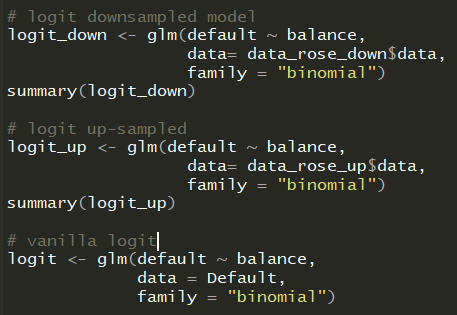 # logit downsampled model
logit_down <- glm(default ~ balance,
                  data= data_rose_down$data,
                  family = "binomial")
summary(logit_down)

# logit up-sampled
logit_up <- glm(default ~ balance,
                  data= data_rose_up$data,
                  family = "binomial")
summary(logit_up)

# vanilla logit
logit <- glm(default ~ balance,
             data = Default,
             family = "binomial")